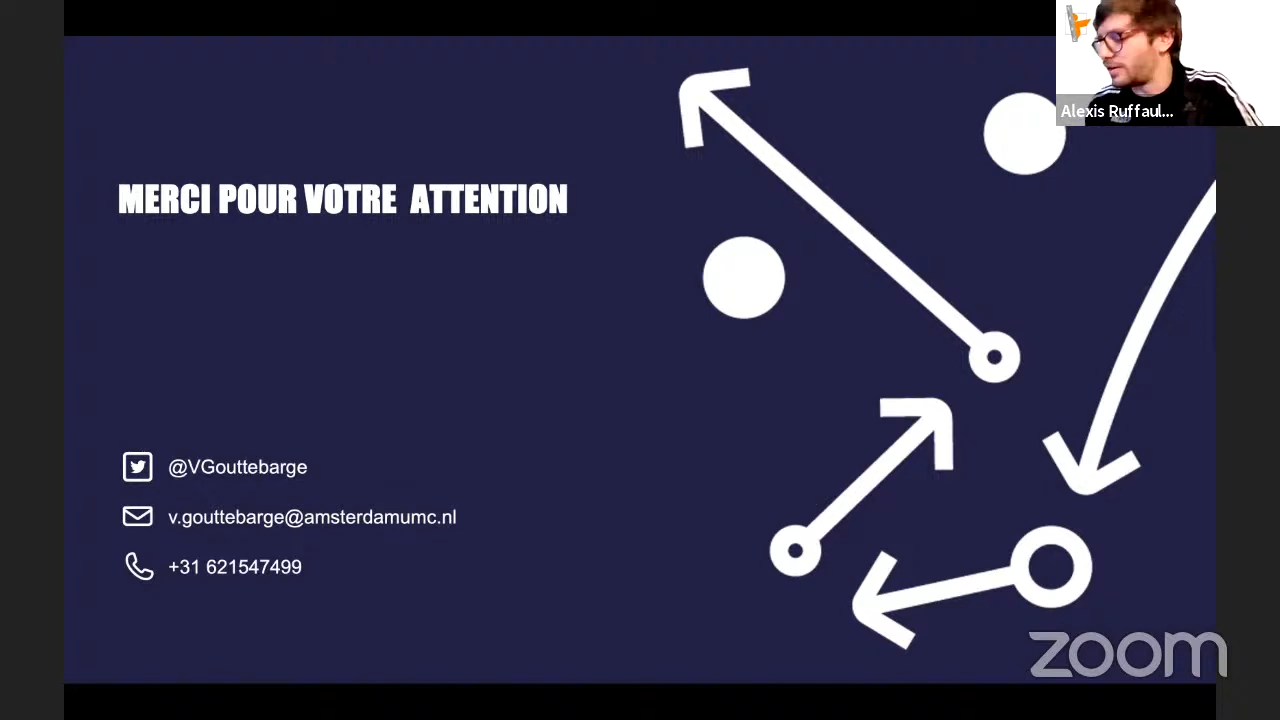 Alexis Ruffaul...
MERCI POUR VOTRE ATTENTION
@VGouttebarge
v.gouttebarge@amsterdamumc.nl
+31 621547499
zoom